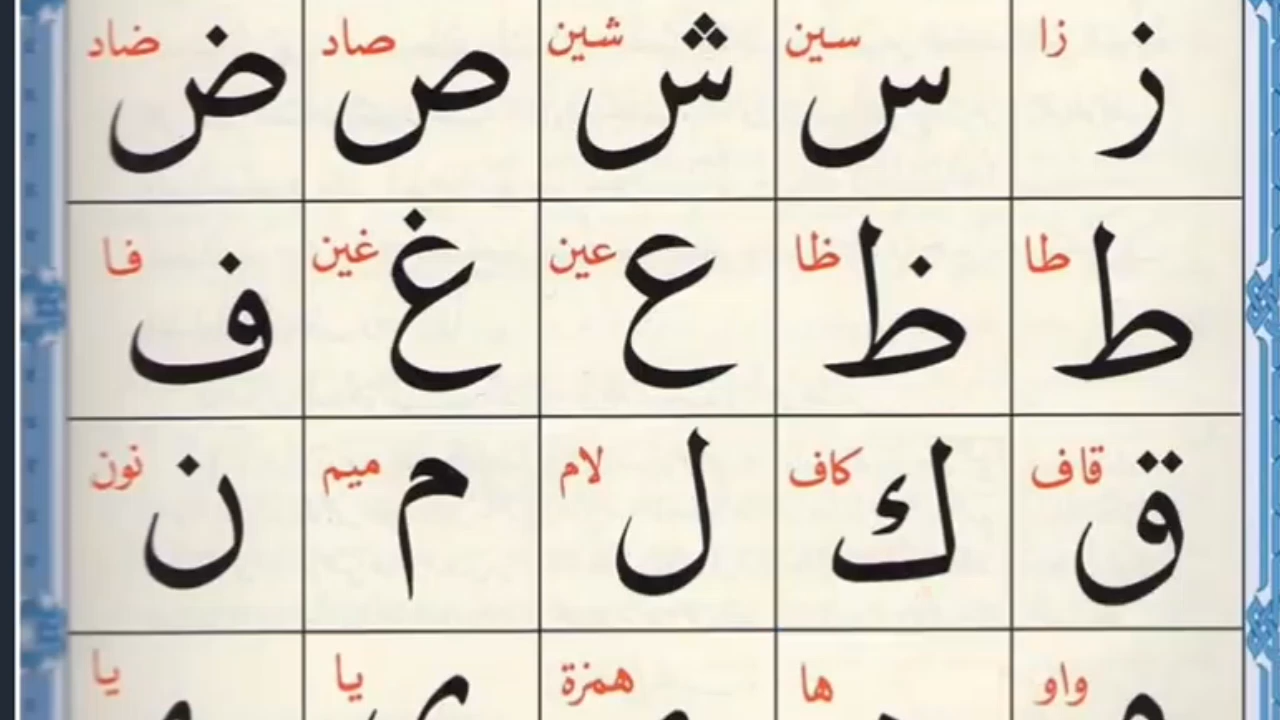 ز زا س سين ش شين ص صاد ض ضاد
ط طا ظ ظا ع عين غ غين ف فا
ق قاف ك كاف ل لام م ميم ن نون
واو ها همزة يا يا